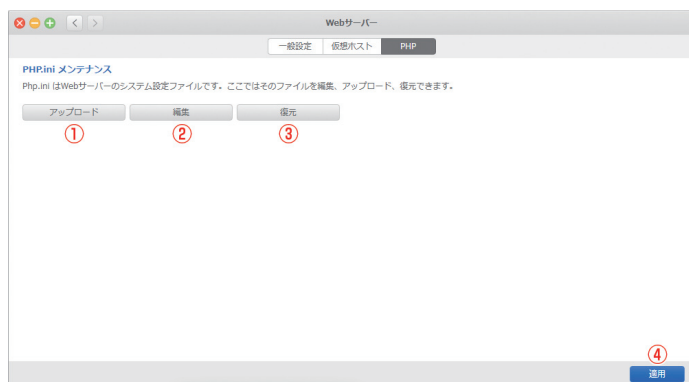 Webサーバー
一般設定 仮想ホスト PHP
PHP.ini メンテナンス
Php.ini はWebサーバーのシステム設定ファイルです。ここではそのファイルを編集、アップロード、復元できます。
アップロード 編集 復元
① ② ③
④
適用